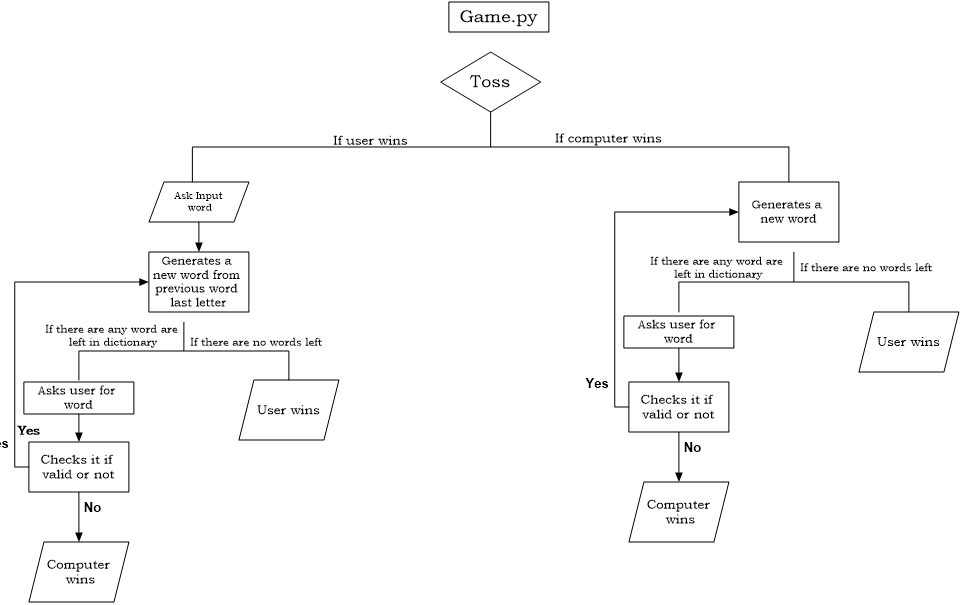 Game.py
Toss
If user wins
If computer wins
Ask Input
word
Generates a
new word from
previous word
last letter
If there are any word are
left in dictionary
If there are no words left
Asks user for
word
User wins
Yes
es
Checks it if
valid or not
No
Computer
wins
Generates a
new word
If there are any word are
left in dictionary
If there are no words left
Asks user for
word
User wins
Yes
Checks it if
valid or not
No
Computer
wins